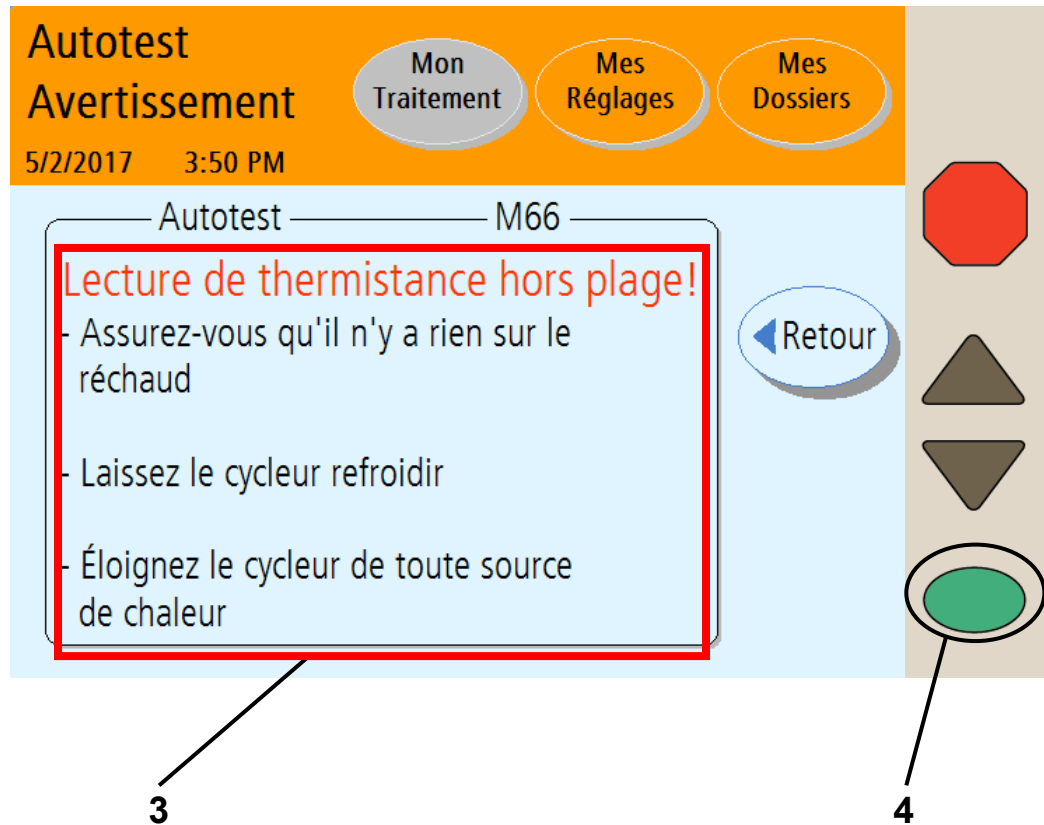 Autotest
Avertissement
5/2/2017 3:50 PM
Mon
Traitement
Mes
Réglages
Mes
Dossiers
Autotest M66
Lecture de thermistance hors plage!
- Assurez-vous qu'il n'y a rien sur le
réchaud
- Laissez le cycleur refroidir
- Éloignez le cycleur de toute source
de chaleur
Retour
3
4